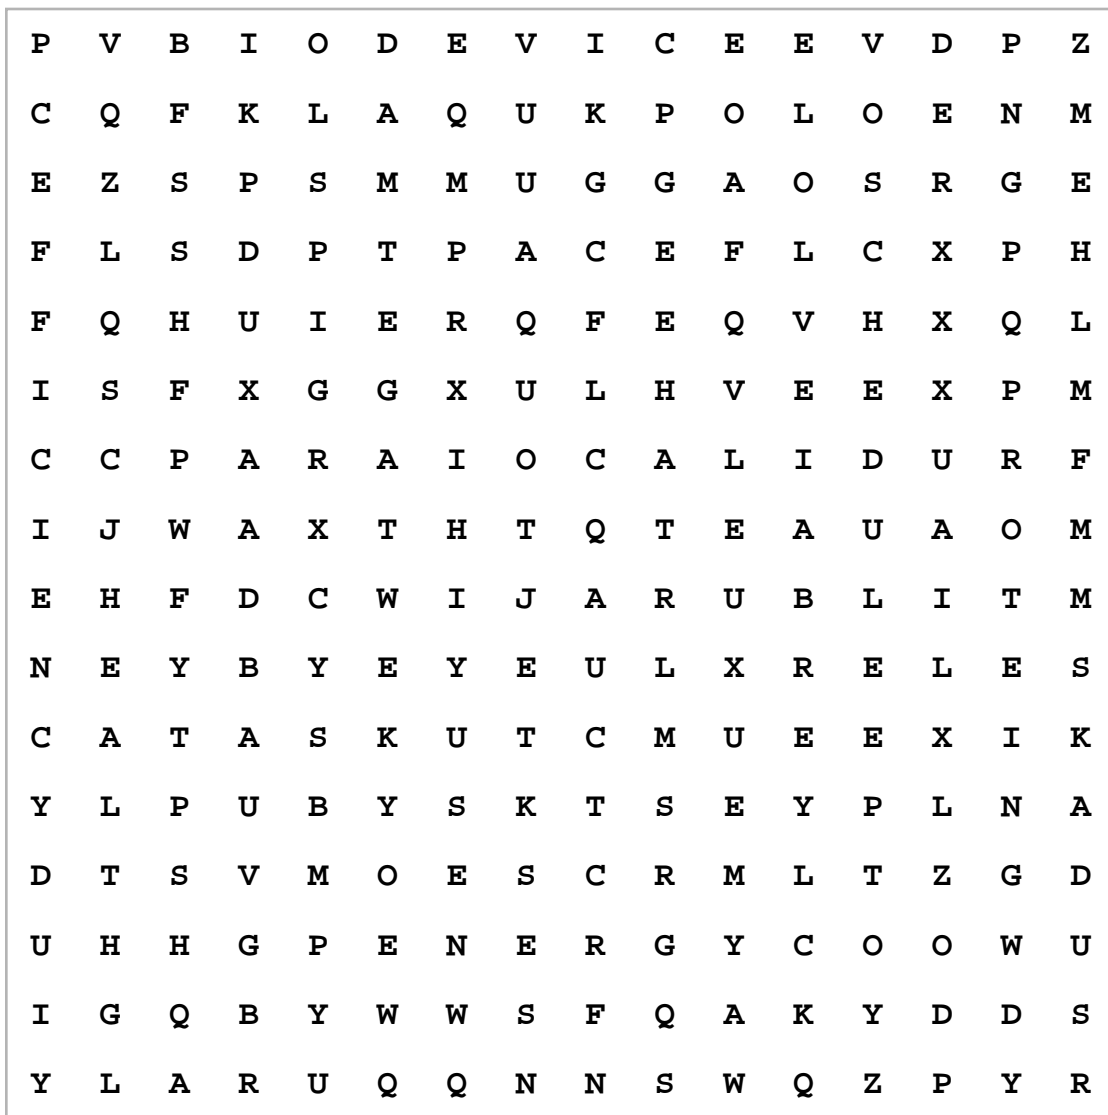 P V B I O D E V I C E E V D P Z
C Q F K L A Q U K P O L O E N M
E Z S P S M M U G G A O S R G E
F L S D P T P A C E F L C X P H
F Q H U I E R Q F E Q V H X Q L
I S F X G G X U L H V E E X P M
C C P A R A I O C A L I D U R F
I J W A X T H T Q T E A U A O M
E H F D C W I J A R U B L I T M
N E Y B Y E Y E U L X R E L E S
C A T A S K U T C M U E E X I K
Y L P U B Y S K T S E Y P L N A
D T S V M O E S C R M L T Z G D
U H H G P E N E R G Y C O O W U
I G Q B Y W W S F Q A K Y D D S
Y L A R U Q Q N N S W Q Z P Y R